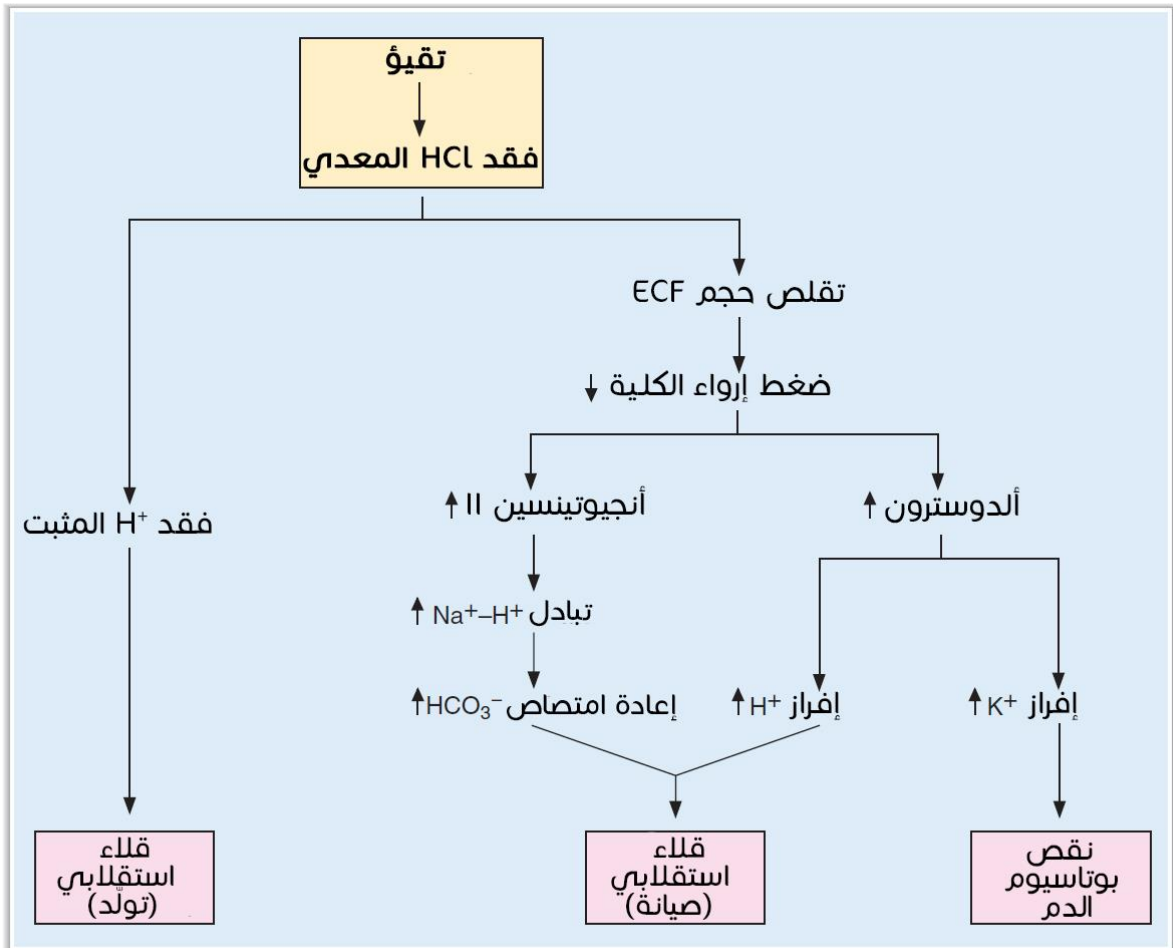 تقيؤ
فقد HCl المعدي
تقلص حجم ECF
ضغط إرواء الكلية ↓
أنجيوتينسين II ↑
ألدوسترون ↑
فقد H⁺ المثبت
تبادل Na⁺–H⁺ ↑
إعادة امتصاص HCO₃⁻ ↑
إفراز H⁺ ↑
إفراز K⁺ ↑
قلاء
استقلابي
(تولّد)
قلاء
استقلابي
(صيانة)
نقص
بوتاسيوم
الدم